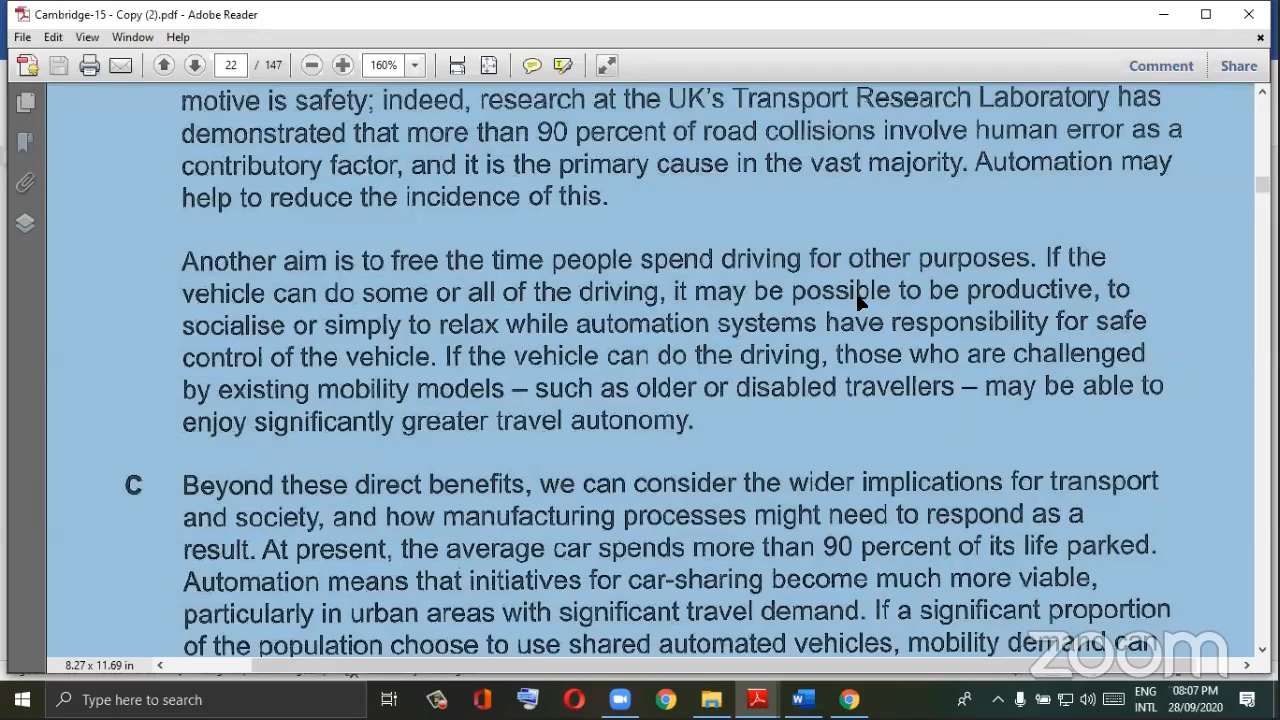 Cambridge-15 - Copy (2).pdf - Adobe Reader
File Edit View Window Help
22 / 147 160% Comment Share
motive is safety; indeed, research at the UK's Transport Research Laboratory has
demonstrated that more than 90 percent of road collisions involve human error as a
contributory factor, and it is the primary cause in the vast majority. Automation may
help to reduce the incidence of this.
Another aim is to free the time people spend driving for other purposes. If the
vehicle can do some or all of the driving, it may be possible to be productive, to
socialise or simply to relax while automation systems have responsibility for safe
control of the vehicle. If the vehicle can do the driving, those who are challenged
by existing mobility models – such as older or disabled travellers – may be able to
enjoy significantly greater travel autonomy.
C Beyond these direct benefits, we can consider the wider implications for transport
and society, and how manufacturing processes might need to respond as a
result. At present, the average car spends more than 90 percent of its life parked.
Automation means that initiatives for car-sharing become much more viable,
particularly in urban areas with significant travel demand. If a significant proportion
of the population choose to use shared automated vehicles, mobility demand can
zoom
8.27 x 11.69 in
Type here to search
ENG 08:07 PM
INTL 28/09/2020